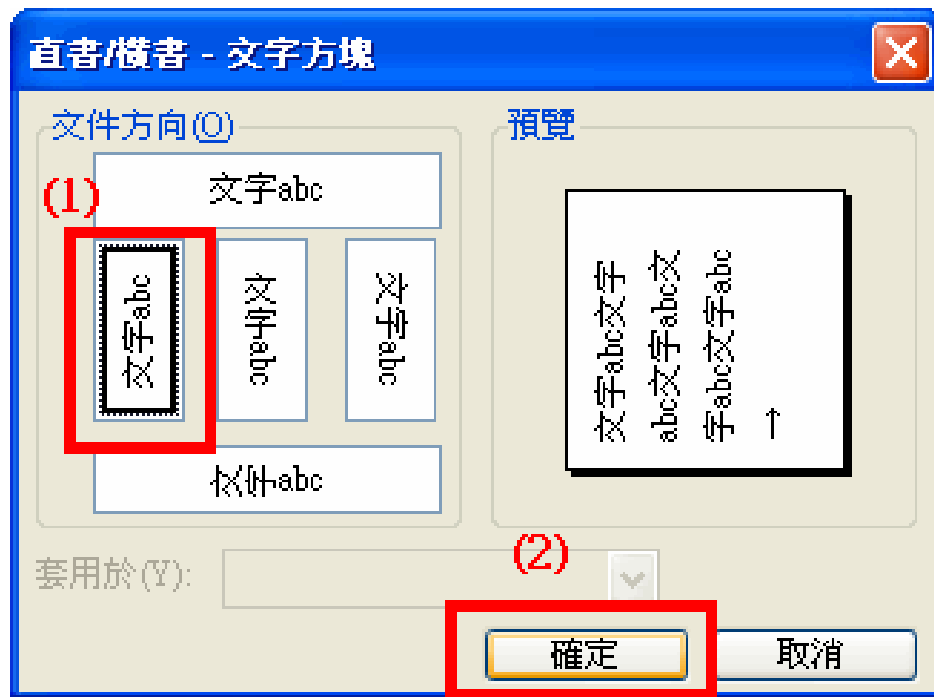 直書/橫書 - 文字方塊
文件方向(O)
預覽
(1)
文字abc
文字abc
文字abc
文字abc
文字abc
文字abc文字
abc文字abc文
字abc文字abc
↑
套用於(Y):
(2)
確定
取消